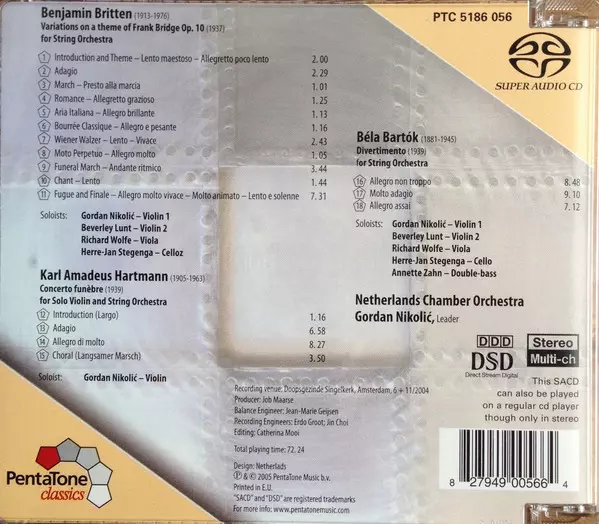 Benjamin Britten (1913-1976)
Variations on a theme of Frank Bridge Op. 10 (1937)
for String Orchestra
1 Introduction and Theme – Lento maestoso – Allegretto poco lento 2. 00
2 Adagio 2. 29
3 March – Presto alla marcia 1. 01
4 Romance – Allegretto grazioso 1. 25
5 Aria Italiana – Allegro brillante 1. 13
6 Bourrée Classique – Allegro e pesante 1. 16
7 Wiener Walzer – Lento – Vivace 2. 43
8 Moto Perpetuo – Allegro molto 1. 05
9 Funeral March – Andante ritmico 3. 44
10 Chant – Lento 1. 44
11 Fugue and Finale – Allegro molto vivace – Molto animato – Lento e solenne 7. 31
Soloists: Gordan Nikolić – Violin 1
Beverley Lunt – Violin 2
Richard Wolfe – Viola
Herre-Jan Stegenga – Celloz
Karl Amadeus Hartmann (1905-1963)
Concerto funèbre (1939)
for Solo Violin and String Orchestra
12 Introduction (Largo) 1. 16
13 Adagio 6. 58
14 Allegro di molto 8. 27
15 Choral (Langsamer Marsch) 3. 50
Soloist: Gordan Nikolić – Violin
PTC 5186 056
SUPER AUDIO CD
Béla Bartók (1881-1945)
Divertimento (1939)
for String Orchestra
16 Allegro non troppo 8. 48
17 Molto adagio 9. 10
18 Allegro assai 7. 12
Soloists: Gordan Nikolić – Violin 1
Beverley Lunt – Violin 2
Richard Wolfe – Viola
Herre-Jan Stegenga – Cello
Annette Zahn – Double-bass
Netherlands Chamber Orchestra
Gordan Nikolić, Leader
DDD
DSD
Direct Stream Digital
Stereo
Multi-ch
This SACD
can also be played
on a regular cd player
though only in stereo
Recording venue: Doopsgezinde Singelkerk, Amsterdam, 6 + 11/2004
Producer: Job Maarse
Balance Engineer: Jean-Marie Geijsen
Recording Engineers: Erdo Groot; Jin Choi
Editing: Catherina Mooi
Total playing time: 72. 24
Design: Netherlads
℗ & © 2005 PentaTone Music b.v.
Printed in E.U.
"SACD" and "DSD" are registered trademarks
For more information:
www.pentatonemusic.com
PentaTone
classics
8 27949 00566 4